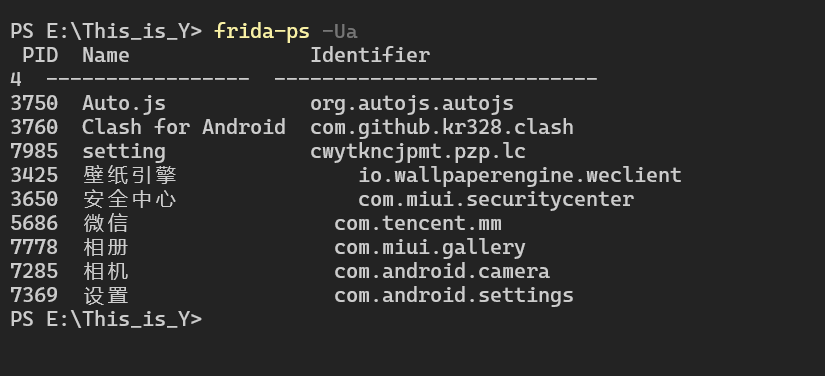 PS E:\This_is_Y> frida-ps -Ua
 PID  Name               Identifier
4  -----------------  ---------------------------
3750  Auto.js            org.autojs.autojs
3760  Clash for Android  com.github.kr328.clash
7985  setting            cwytkncjpmt.pzp.lc
3425  壁纸引擎               io.wallpaperengine.weclient
3650  安全中心               com.miui.securitycenter
5686  微信                 com.tencent.mm
7778  相册                 com.miui.gallery
7285  相机                 com.android.camera
7369  设置                 com.android.settings
PS E:\This_is_Y>